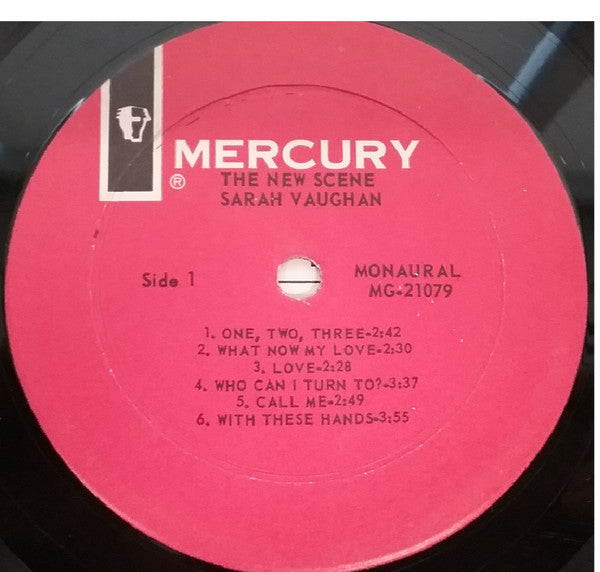 MERCURY
®
THE NEW SCENE
SARAH VAUGHAN
Side 1
MONAURAL
MG-21079
1. ONE, TWO, THREE-2:42
2. WHAT NOW MY LOVE-2:30
3. LOVE-2:28
4. WHO CAN I TURN TO?-3:37
5. CALL ME-2:49
6. WITH THESE HANDS-3:55